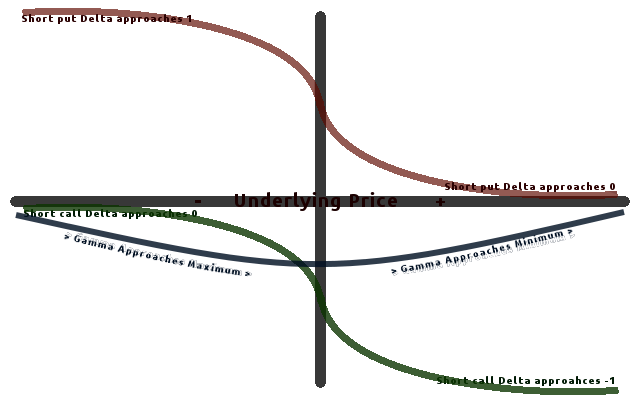 Short put Delta approaches 1
Short put Delta approaches 0
- Underlying Price +
Short call Delta approaches 0
> Gamma Approaches Maximum >
> Gamma Approaches Minimum >
Short call Delta approahces -1